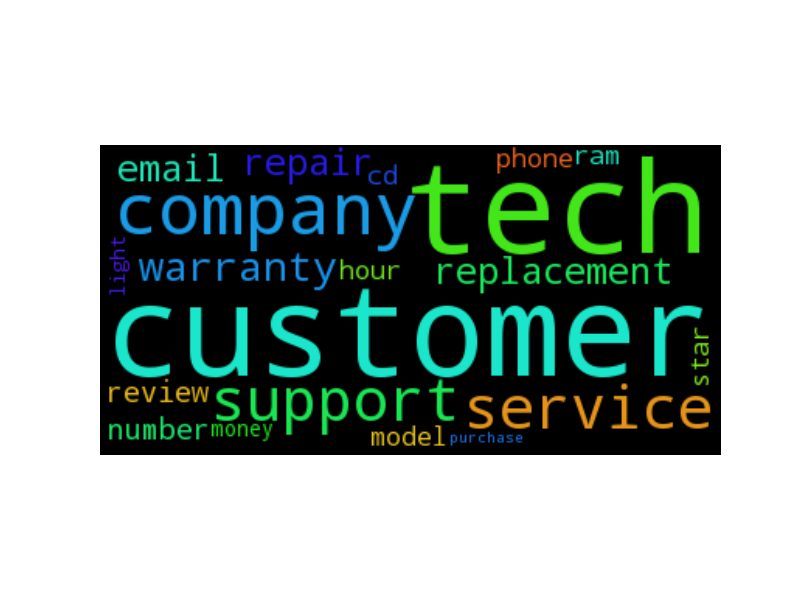 email
repair
cd
phone
ram
company
tech
light
warranty
hour
replacement
customer
star
review
support
service
number
money
model
purchase